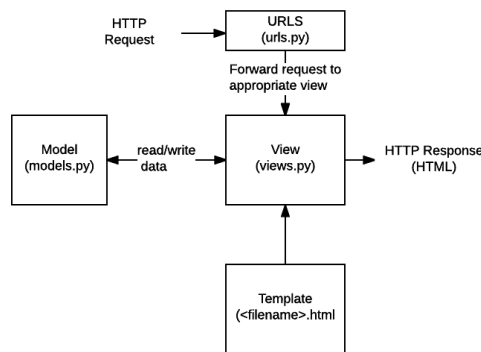 HTTP
Request
URLS
(urls.py)
Forward request to
appropriate view
Model
(models.py)
read/write
data
View
(views.py)
HTTP Response
(HTML)
Template
(<filename>.html